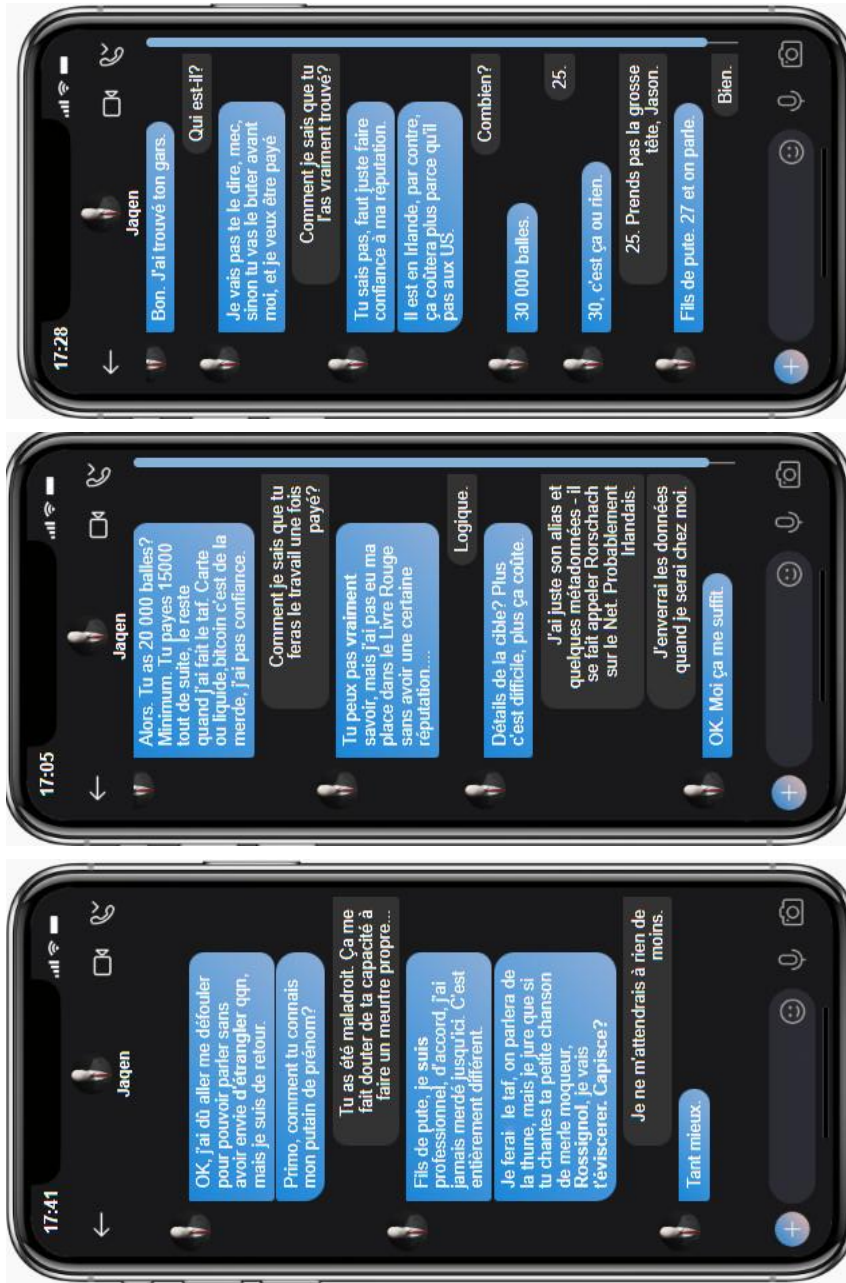 17:41
Jaqen
OK, j'ai dû aller me défouler
pour pouvoir parler sans
avoir envie d'étrangler qqn,
mais je suis de retour.
Primo, comment tu connais
mon putain de prénom?
Tu as été maladroit. Ça me
fait douter de ta capacité à
faire un meurtre propre...
Fils de pute, je suis
professionnel, d'accord, j'ai
jamais merdé jusqu'ici. C'est
entièrement différent.
Je ferai le taf, on parlera de
la thune, mais je jure que si
tu chantes ta petite chanson
de merle moqueur,
Rossignol, je vais
t'éviscerer. Capisce?
Je ne m'attendrais à rien de
moins.
Tant mieux.
17:05
Jaqen
Alors. Tu as 20 000 balles?
Minimum. Tu payes 15000
tout de suite, le reste
quand j'ai fait le taf, Carte
ou liquide,bitcoin c'est de la
merde, j'ai pas confiance.
Comment je sais que tu
feras le travail une fois
payé?
Tu peux pas vraiment
savoir, mais j'ai pas eu ma
place dans le Livre Rouge
sans avoir une certaine
réputation....
Logique.
Détails de la cible? Plus
c'est difficile, plus ça coûte.
J'ai juste son alias et
quelques métadonnées - il
se fait appeler Rorschach
sur le Net. Probablement
Irlandais.
J'enverrai les données
quand je serai chez moi.
OK. Moi ça me suffit.
17:28
Jaqen
Bon. J'ai trouvé ton gars.
Qui est-il?
Je vais pas te le dire, mec,
sinon tu vas le buter avant
moi, et je veux être payé
Comment je sais que tu
l'as vraiment trouvé?
Tu sais pas, faut juste faire
confiance à ma réputation.
Il est en Irlande, par contre,
ça coûtera plus parce qu'il
pas aux US.
Combien?
30 000 balles.
25.
30, c'est ça ou rien.
25. Prends pas la grosse
tête, Jason.
Fils de pute. 27 et on parle.
Bien.